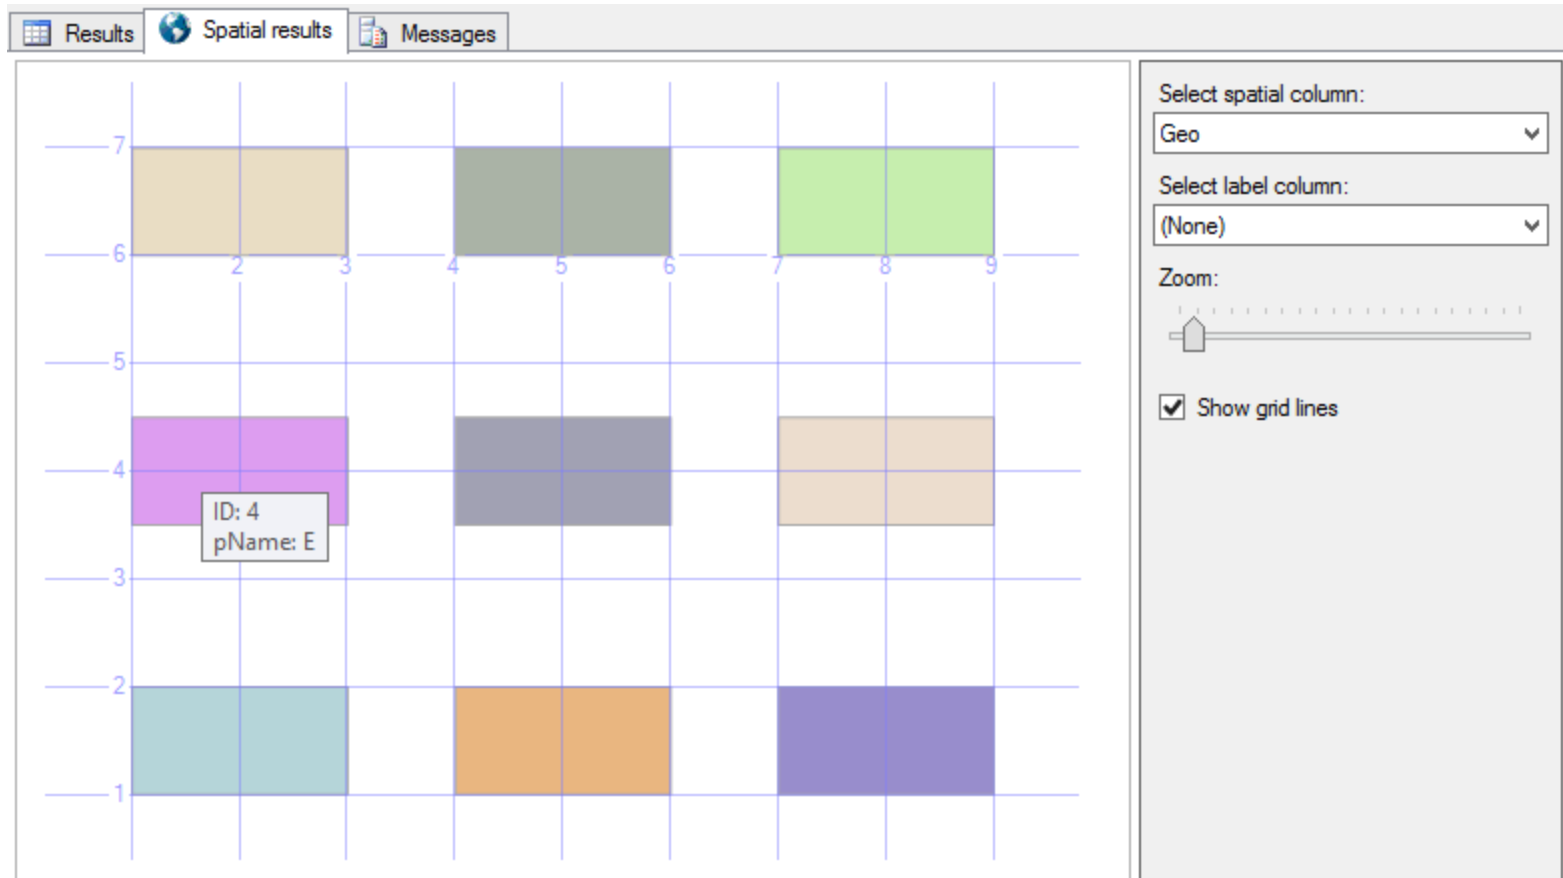 Results
Spatial results
Messages
7
6
2 3 4 5 6 7 8 9
5
4
ID: 4
pName: E
3
2
1
Select spatial column:
Geo
Select label column:
(None)
Zoom:
Show grid lines